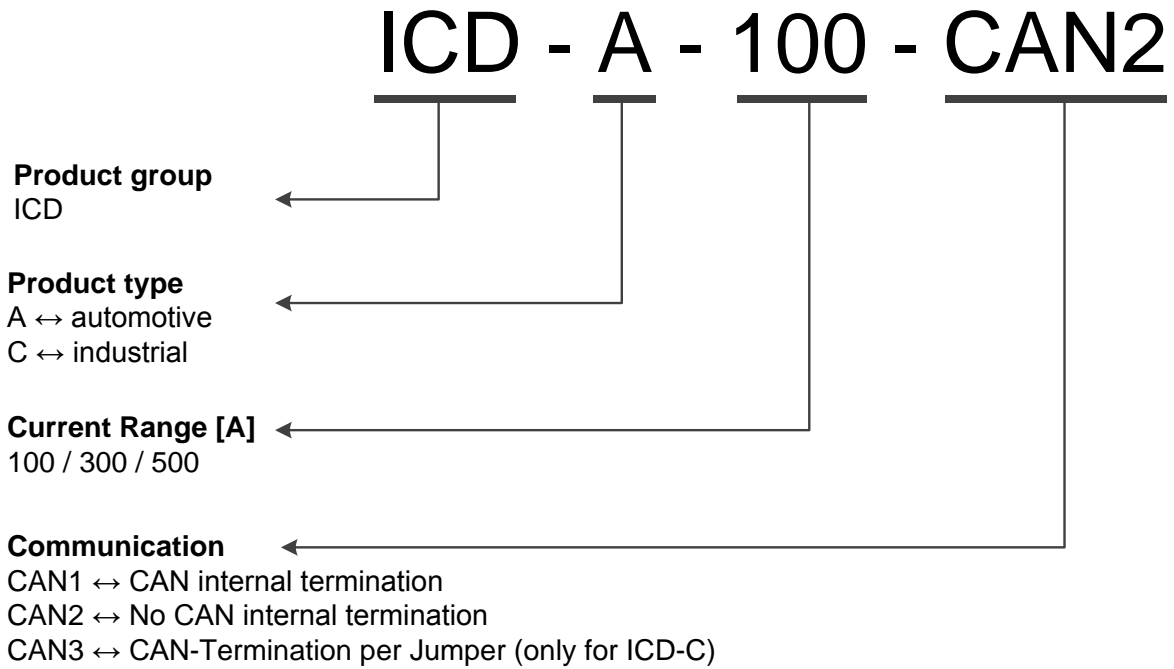 ICD - A - 100 - CAN2
Product group
ICD
Product type
A ↔ automotive
C ↔ industrial
Current Range [A]
100 / 300 / 500
Communication
CAN1 ↔ CAN internal termination
CAN2 ↔ No CAN internal termination
CAN3 ↔ CAN-Termination per Jumper (only for ICD-C)